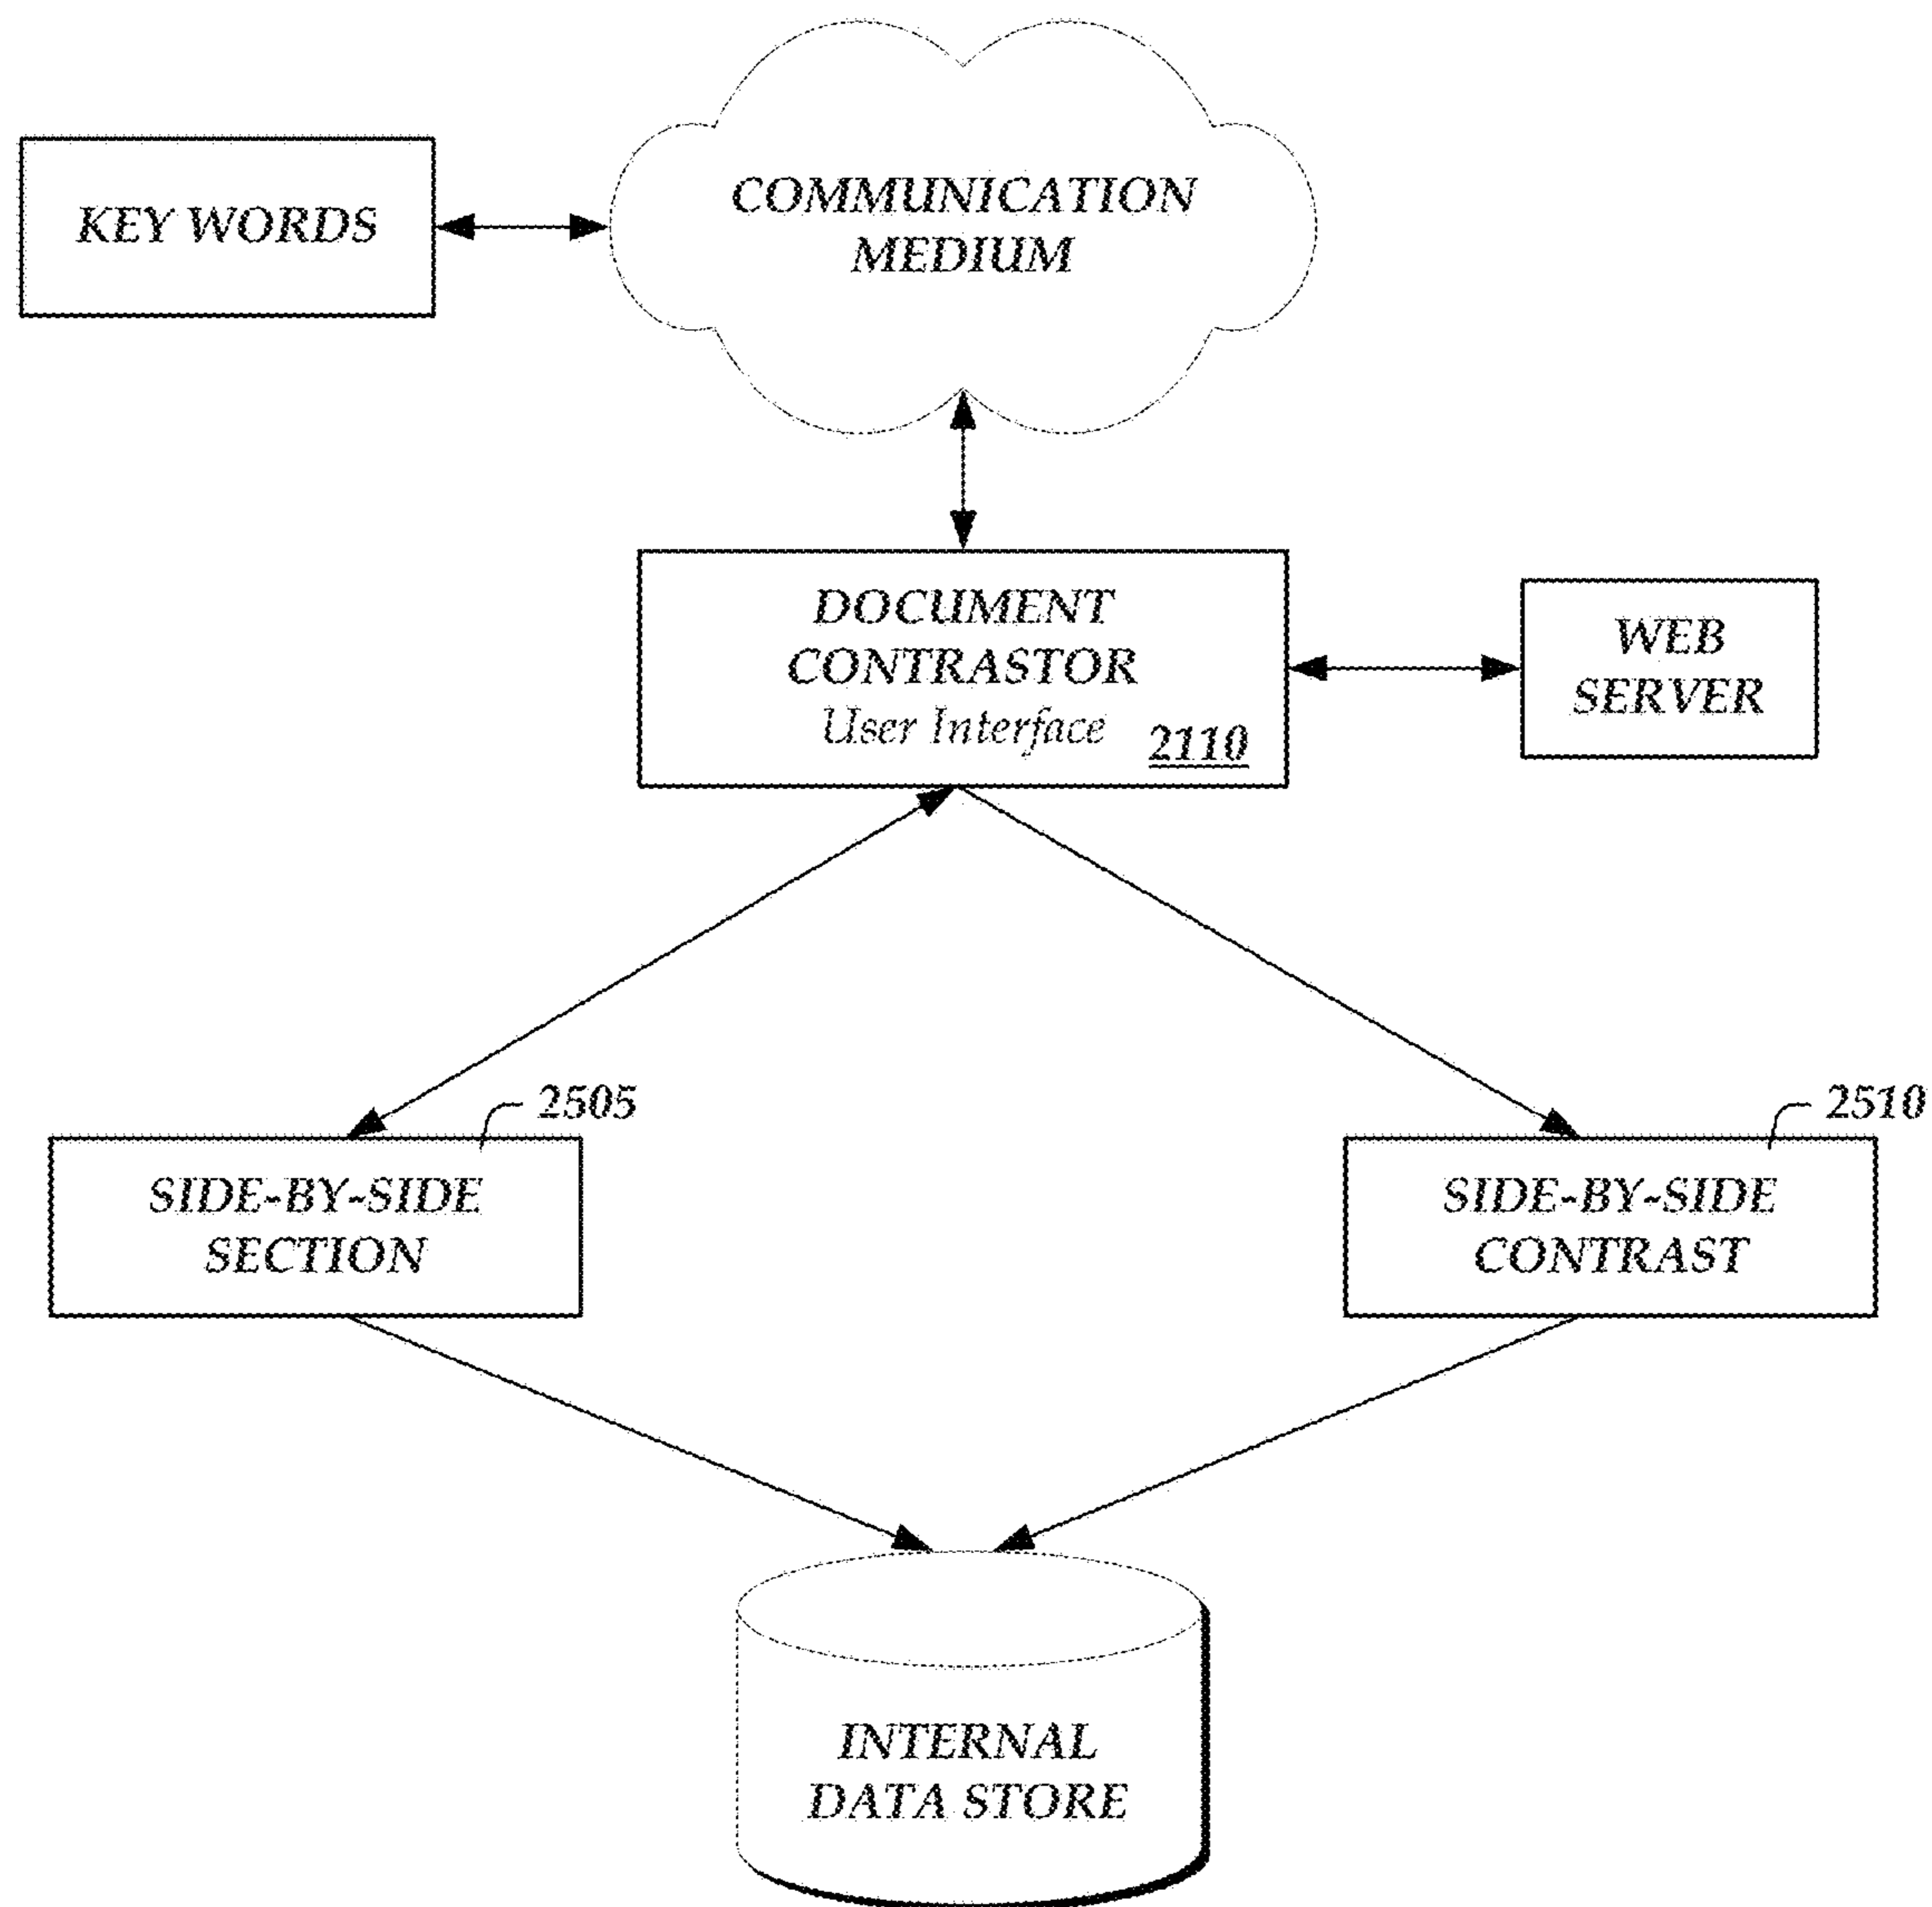 COMMUNICATION
MEDIUM
KEY WORDS
DOCUMENT
CONTRASTOR
User Interface
2110
WEB
SERVER
2505
SIDE-BY-SIDE
SECTION
2510
SIDE-BY-SIDE
CONTRAST
INTERNAL
DATA STORE